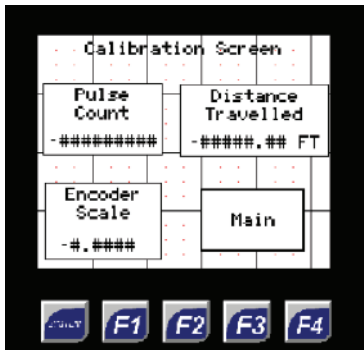 Calibration Screen
Pulse
Count
-#########
Distance
Travelled
-#####.## FT
Encoder
Scale
-#.####
Main
F1 F2 F3 F4